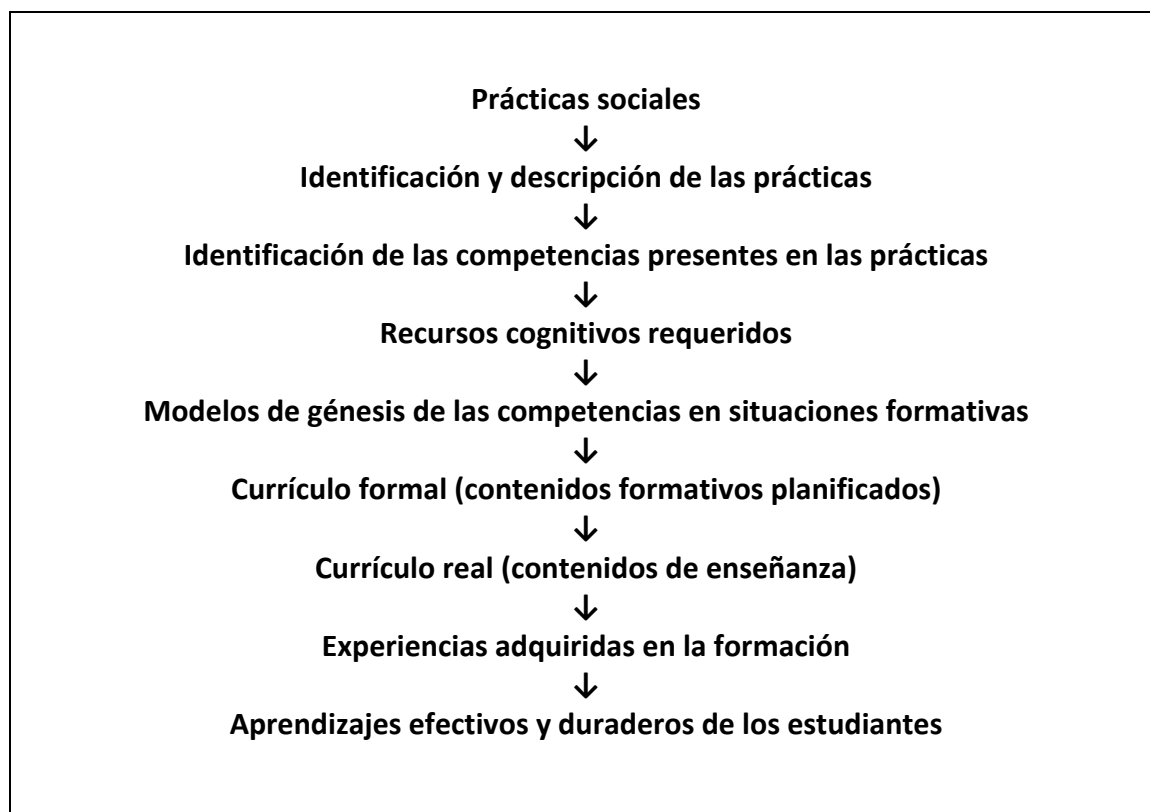 Prácticas sociales
↓
Identificación y descripción de las prácticas
↓
Identificación de las competencias presentes en las prácticas
↓
Recursos cognitivos requeridos
↓
Modelos de génesis de las competencias en situaciones formativas
↓
Currículo formal (contenidos formativos planificados)
↓
Currículo real (contenidos de enseñanza)
↓
Experiencias adquiridas en la formación
↓
Aprendizajes efectivos y duraderos de los estudiantes